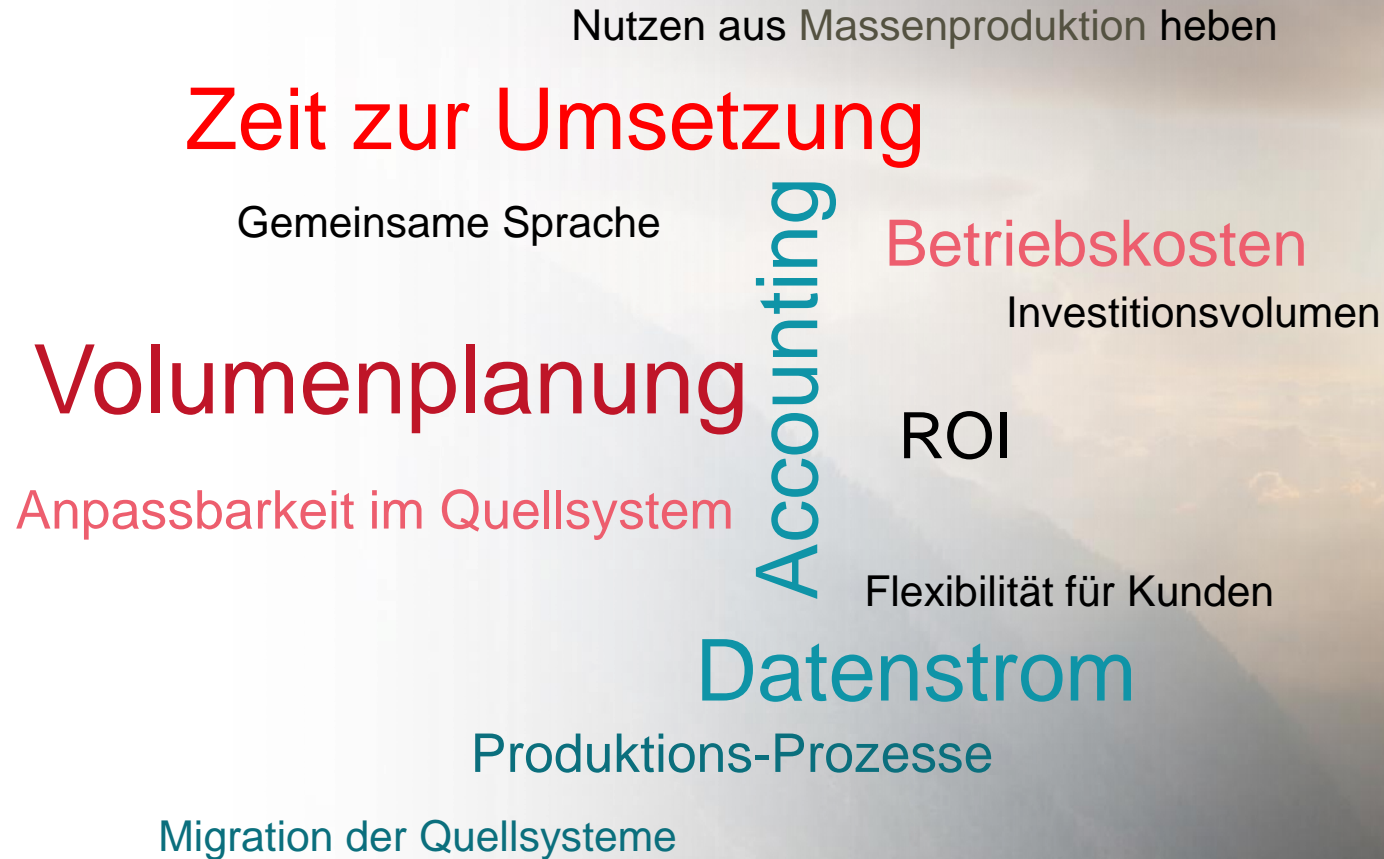 Nutzen aus Massenproduktion heben
Zeit zur Umsetzung
Gemeinsame Sprache
Accounting
Betriebskosten
Investitionsvolumen
Volumenplanung
ROI
Anpassbarkeit im Quellsystem
Flexibilität für Kunden
Datenstrom
Produktions-Prozesse
Migration der Quellsysteme